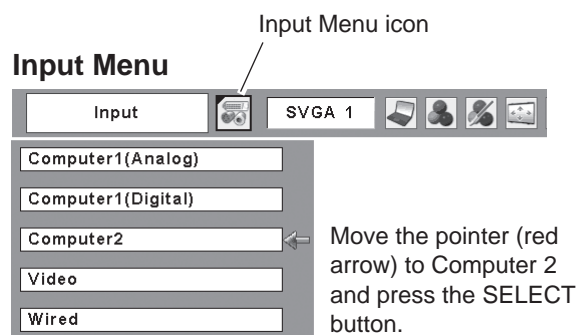 Input Menu icon
Input Menu
Input
SVGA 1
Computer1(Analog)
Computer1(Digital)
Computer2
Video
Wired
Move the pointer (red
arrow) to Computer 2
and press the SELECT
button.